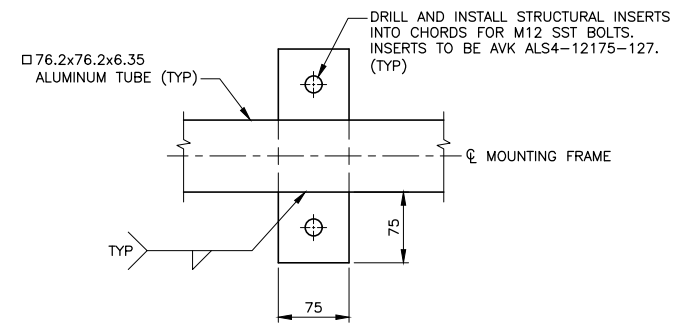 DRILL AND INSTALL STRUCTURAL INSERTS
INTO CHORDS FOR M12 SST BOLTS.
INSERTS TO BE AVK ALS4-12175-127.
(TYP)
□ 76.2x76.2x6.35
ALUMINUM TUBE (TYP)
℄ MOUNTING FRAME
TYP
75
75